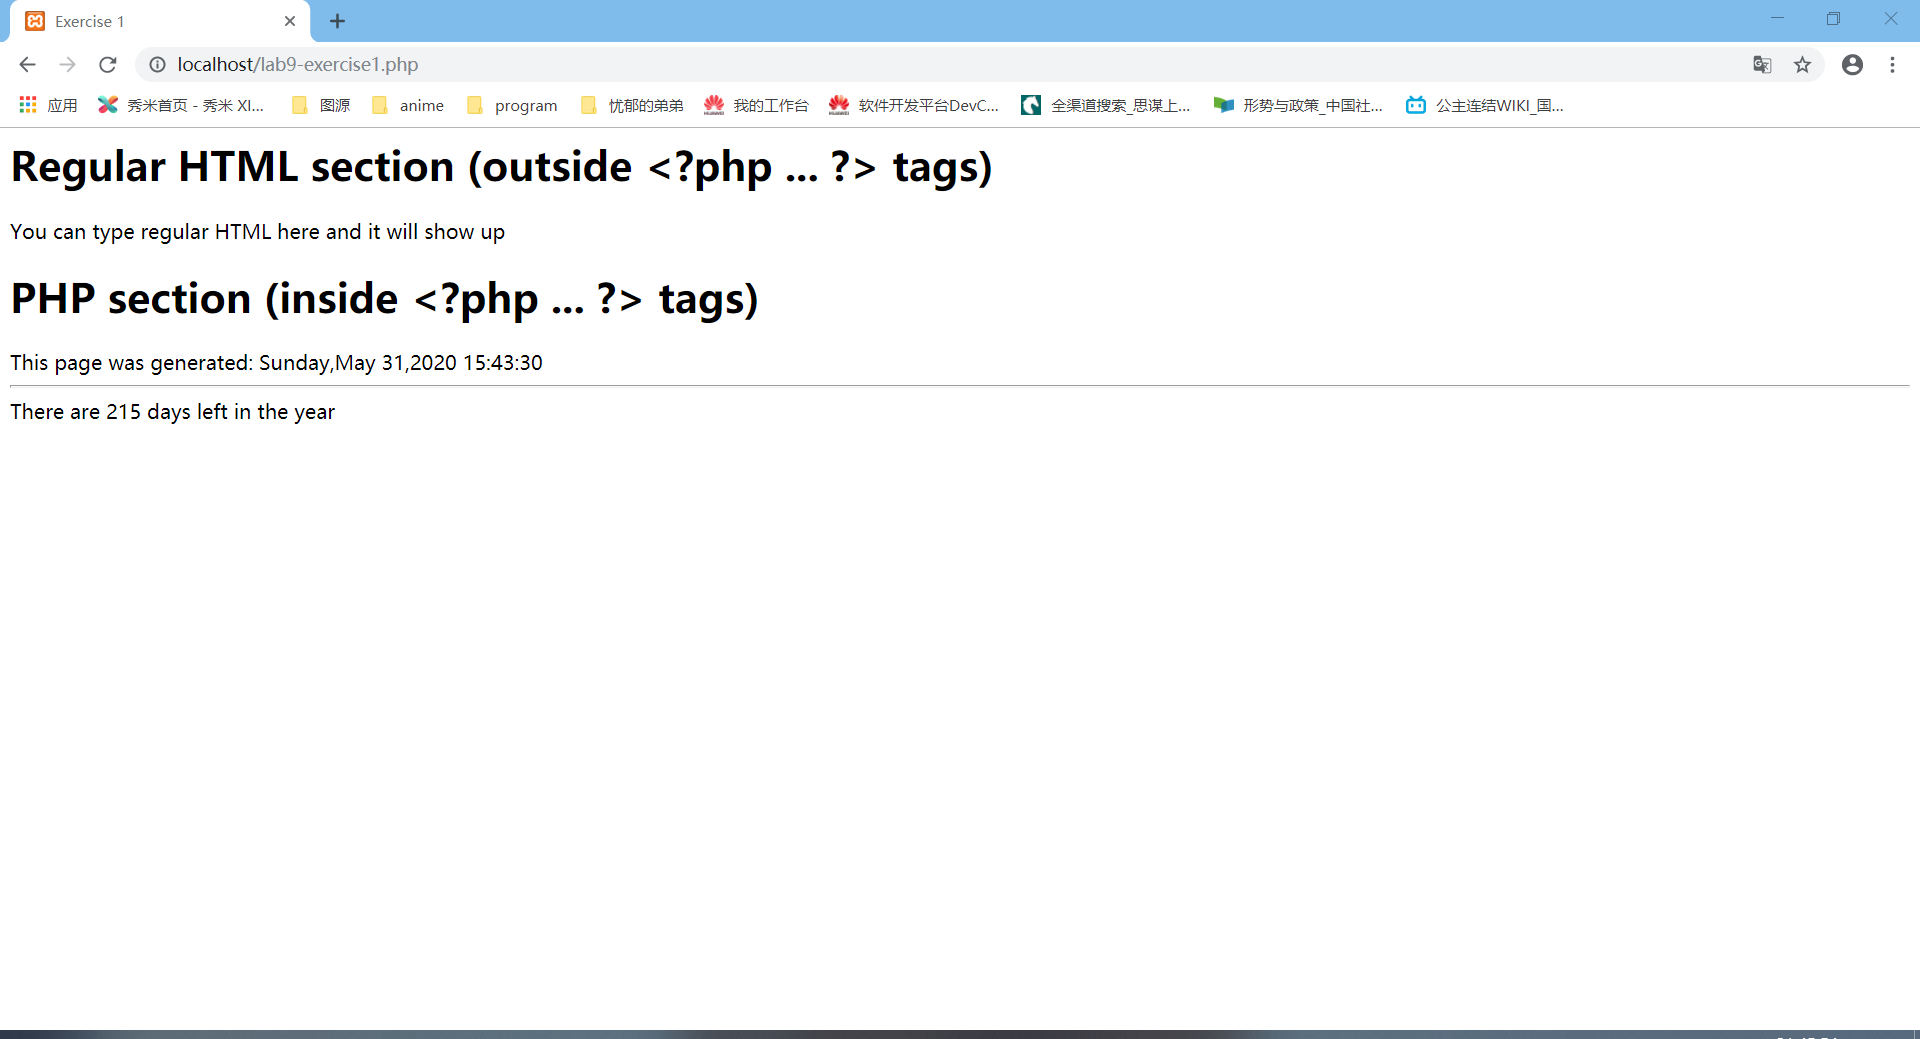 Exercise 1
localhost/lab9-exercise1.php
应用 秀米首页 - 秀米 XI... 图源 anime program 忧郁的弟弟 我的工作台 软件开发平台DevC... 全渠道搜索_思谋上... 形势与政策_中国社... 公主连结WIKI_国...
Regular HTML section (outside <?php ... ?> tags)
You can type regular HTML here and it will show up
PHP section (inside <?php ... ?> tags)
This page was generated: Sunday,May 31,2020 15:43:30
There are 215 days left in the year